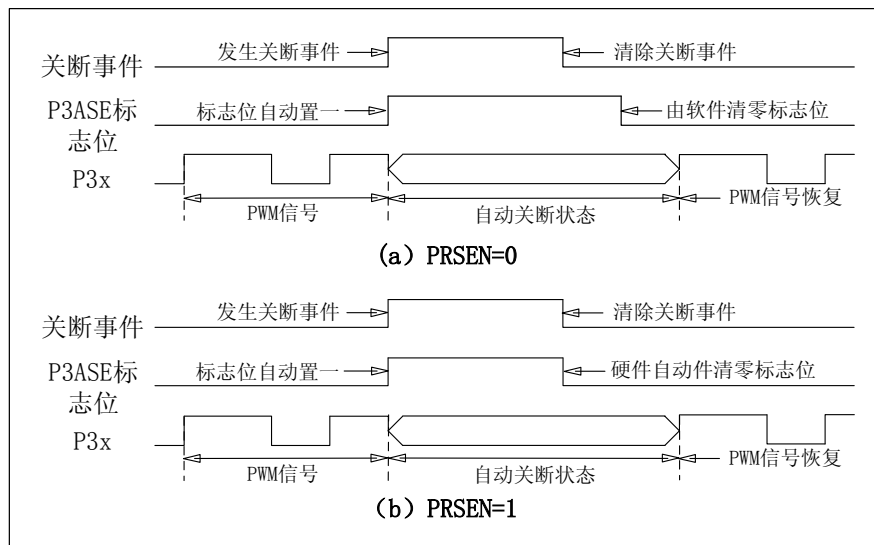 发生关断事件
清除关断事件
关断事件
P3ASE标
志位
标志位自动置一
由软件清零标志位
P3x
PWM信号
自动关断状态
PWM信号恢复
(a) PRSEN=0
发生关断事件
清除关断事件
关断事件
P3ASE标
志位
标志位自动置一
硬件自动件清零标志位
P3x
PWM信号
自动关断状态
PWM信号恢复
(b) PRSEN=1